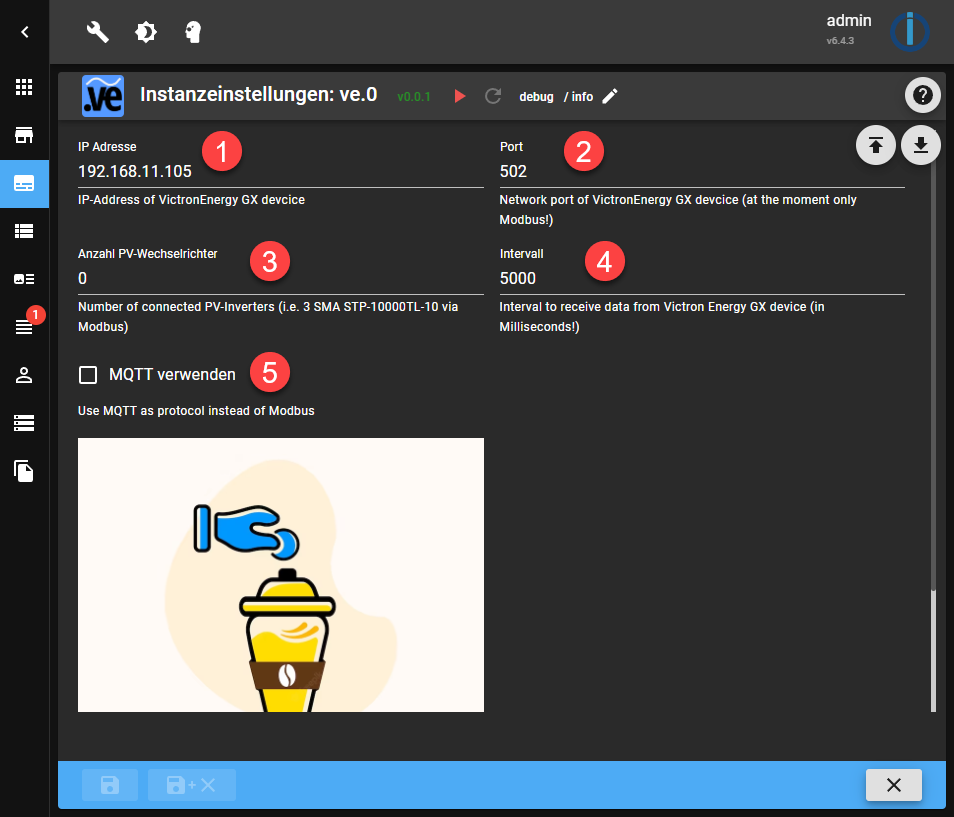 admin
v6.4.3
.ve
Instanzeinstellungen: ve.0
v0.0.1
debug
/ info
?
IP Adresse
1
192.168.11.105
IP-Address of VictronEnergy GX devcice
Port
2
502
Network port of VictronEnergy GX devcice (at the moment only
Modbus!)
Anzahl PV-Wechselrichter
3
0
Number of connected PV-Inverters (i.e. 3 SMA STP-10000TL-10 via
Modbus)
Intervall
4
5000
Interval to receive data from Victron Energy GX device (in
Milliseconds!)
1
MQTT verwenden
5
Use MQTT as protocol instead of Modbus